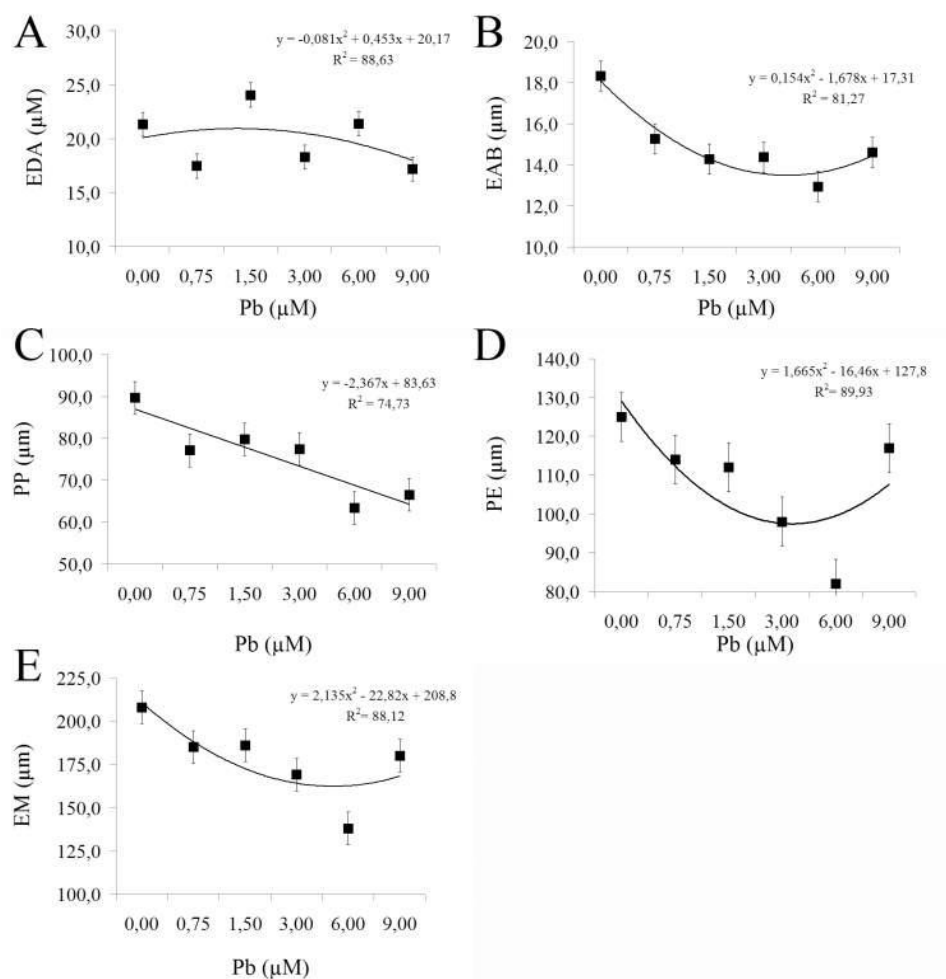 A
y = -0,081x² + 0,453x + 20,17
R² = 88,63
EDA (µM)
30,0
25,0
20,0
15,0
10,0
0,00 0,75 1,50 3,00 6,00 9,00
Pb (µM)
B
y = 0,154x² - 1,678x + 17,31
R² = 81,27
EAB (µm)
20,0
18,0
16,0
14,0
12,0
10,0
0,00 0,75 1,50 3,00 6,00 9,00
Pb (µM)
C
y = -2,367x + 83,63
R² = 74,73
PP (µm)
100,0
90,0
80,0
70,0
60,0
50,0
0,00 0,75 1,50 3,00 6,00 9,00
Pb (µM)
D
y = 1,665x² - 16,46x + 127,8
R²= 89,93
PE (µm)
140,0
130,0
120,0
110,0
100,0
90,0
80,0
0,00 0,75 1,50 3,00 6,00 9,00
Pb (µM)
E
y = 2,135x² - 22,82x + 208,8
R²= 88,12
EM (µm)
225,0
200,0
175,0
150,0
125,0
100,0
0,00 0,75 1,50 3,00 6,00 9,00
Pb (µM)